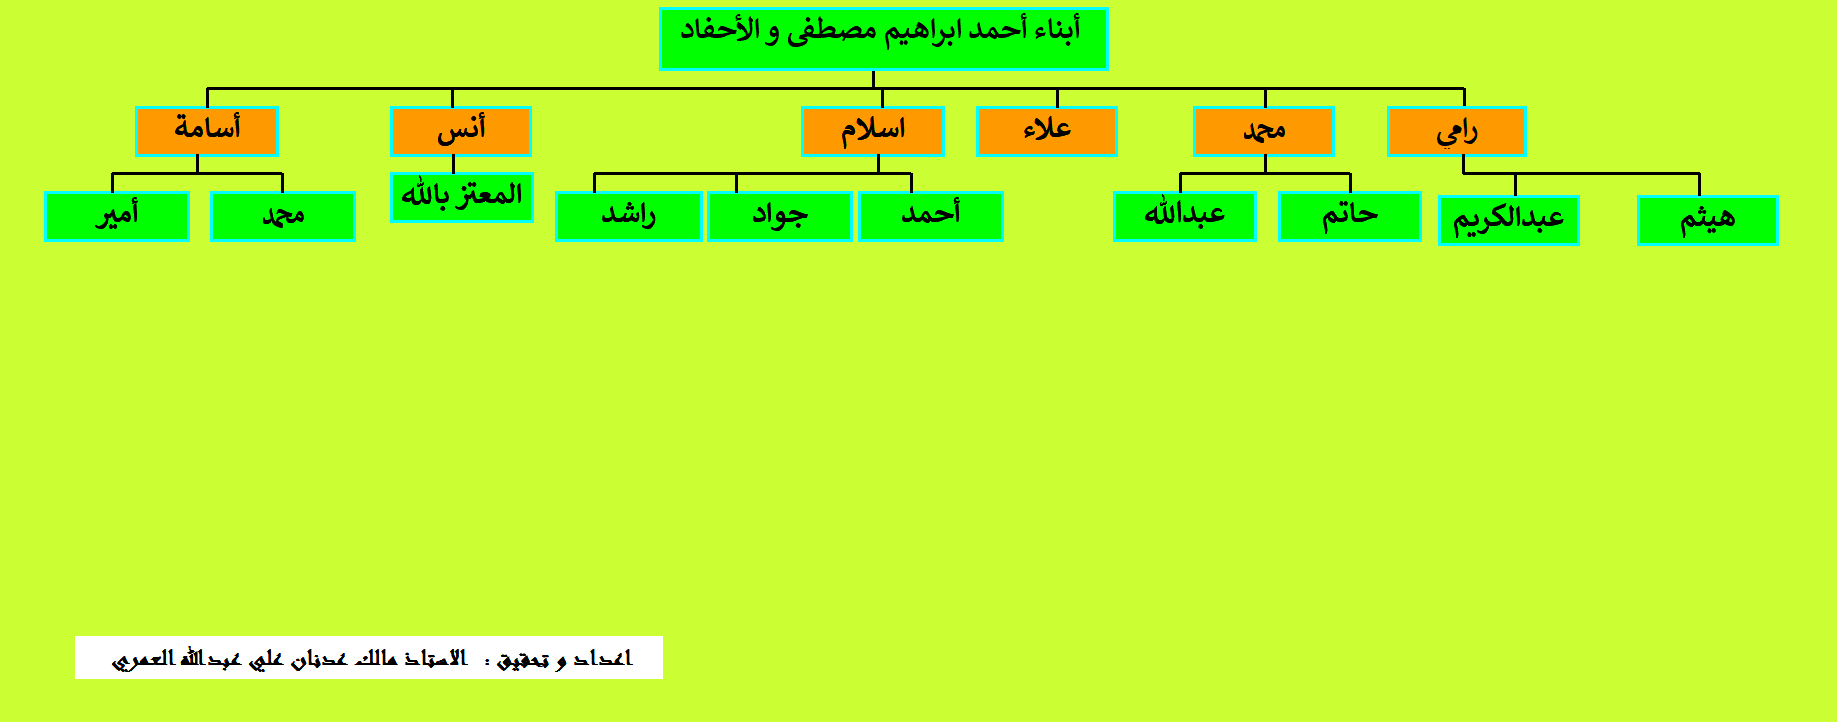 أبناء أحمد ابراهيم مصطفى و الأحفاد
رامي
محمد
علاء
اسلام
أنس
أسامة
هيثم
عبدالكريم
حاتم
عبدالله
أحمد
جواد
راشد
المعتز بالله
محمد
أمير
اعداد و تحقيق : الاستاذ مالك عدنان علي عبدالله العمري